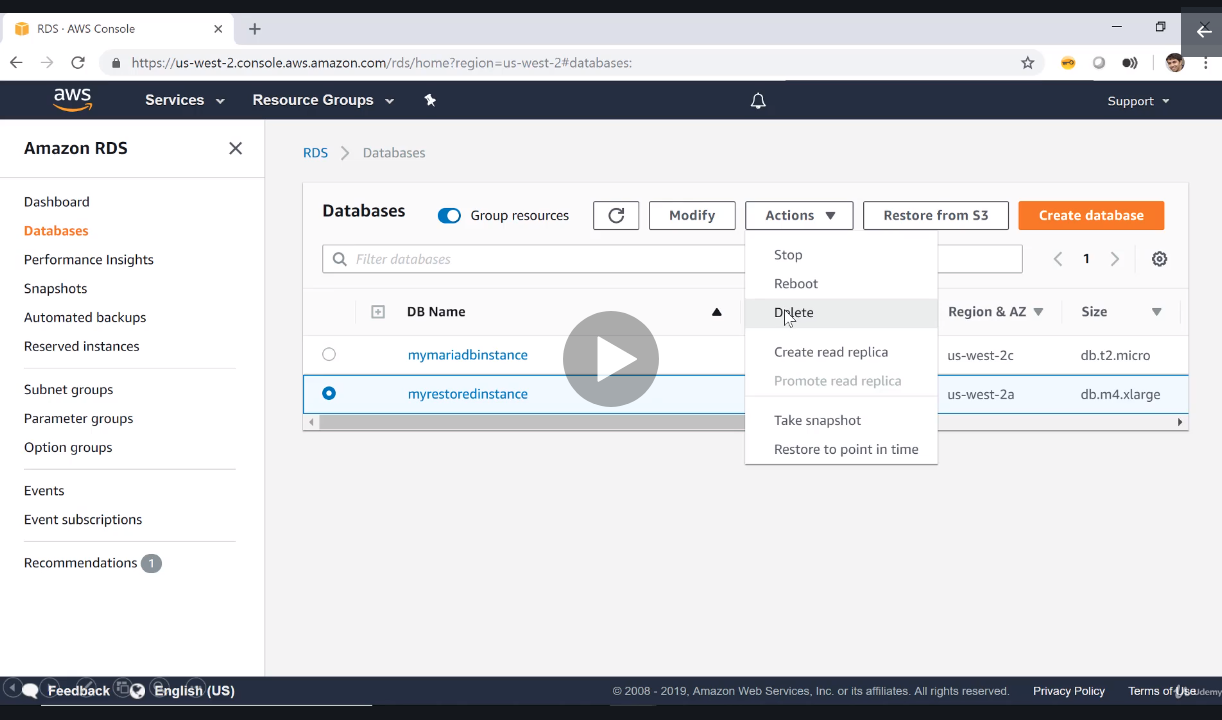 RDS · AWS Console
https://us-west-2.console.aws.amazon.com/rds/home?region=us-west-2#databases:
aws
Services
Resource Groups
Support
Amazon RDS
Dashboard
Databases
Performance Insights
Snapshots
Automated backups
Reserved instances
Subnet groups
Parameter groups
Option groups
Events
Event subscriptions
Recommendations 1
RDS > Databases
Databases
Group resources
Modify
Actions
Restore from S3
Create database
Filter databases
1
Stop
Reboot
Delete
Create read replica
Promote read replica
Take snapshot
Restore to point in time
DB Name Region & AZ Size
mymariadbinstance us-west-2c db.t2.micro
myrestoredinstance us-west-2a db.m4.xlarge
Feedback English (US) © 2008 - 2019, Amazon Web Services, Inc. or its affiliates. All rights reserved. Privacy Policy Terms of Use
Udemy